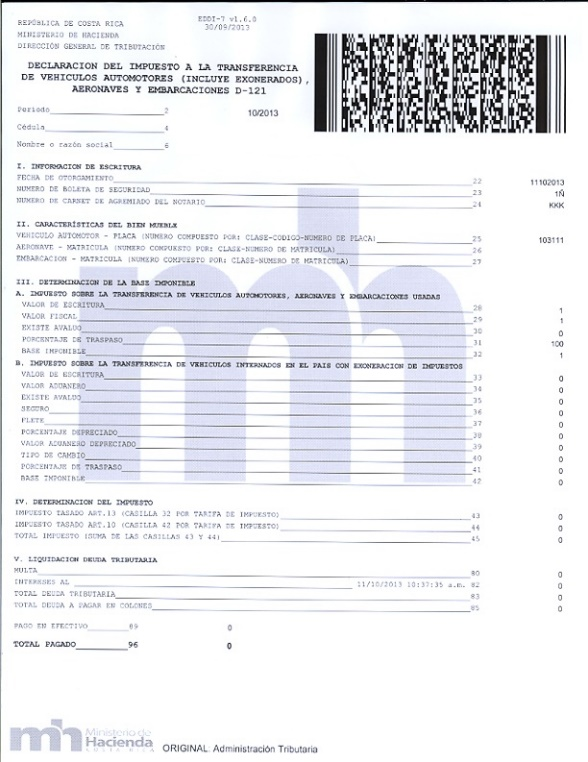 REPÚBLICA DE COSTA RICA
MINISTERIO DE HACIENDA
DIRECCIÓN GENERAL DE TRIBUTACIÓN
EDDI-7 v1.6.0
30/09/2013
DECLARACION DEL IMPUESTO A LA TRANSFERENCIA
DE VEHICULOS AUTOMOTORES (INCLUYE EXONERADOS),
AERONAVES Y EMBARCACIONES D-121
Periodo 2 10/2013
Cédula 4
Nombre o razón social 6
I. INFORMACION DE ESCRITURA
FECHA DE OTORGAMIENTO 22 11102013
NUMERO DE BOLETA DE SEGURIDAD 23 1Ñ
NUMERO DE CARNET DE AGREMIADO DEL NOTARIO 24 KKK
II. CARACTERÍSTICAS DEL BIEN MUEBLE
VEHICULO AUTOMOTOR - PLACA (NUMERO COMPUESTO POR: CLASE-CODIGO-NUMERO DE PLACA) 25 103111
AERONAVE - MATRICULA (NUMERO COMPUESTO POR: CLASE-NUMERO DE MATRICULA) 26
EMBARCACION - MATRICULA (NUMERO COMPUESTO POR: CLASE-NUMERO DE MATRICULA) 27
III. DETERMINACION DE LA BASE IMPONIBLE
A. IMPUESTO SOBRE LA TRANSFERENCIA DE VEHICULOS AUTOMOTORES, AERONAVES Y EMBARCACIONES USADAS
VALOR DE ESCRITURA 28 1
VALOR FISCAL 29 1
EXISTE AVALUO 30 0
PORCENTAJE DE TRASPASO 31 100
BASE IMPONIBLE 32 1
B. IMPUESTO SOBRE LA TRANSFERENCIA DE VEHICULOS INTERNADOS EN EL PAIS CON EXONERACION DE IMPUESTOS
VALOR DE ESCRITURA 33 0
VALOR ADUANERO 34 0
EXISTE AVALUO 35 0
SEGURO 36 0
FLETE 37 0
PORCENTAJE DEPRECIADO 38 0
VALOR ADUANERO DEPRECIADO 39 0
TIPO DE CAMBIO 40 0
PORCENTAJE DE TRASPASO 41 0
BASE IMPONIBLE 42 0
IV. DETERMINACION DEL IMPUESTO
IMPUESTO TASADO ART.13 (CASILLA 32 POR TARIFA DE IMPUESTO) 43 0
IMPUESTO TASADO ART.10 (CASILLA 42 POR TARIFA DE IMPUESTO) 44 0
TOTAL IMPUESTO (SUMA DE LAS CASILLAS 43 Y 44) 45 0
V. LIQUIDACION DEUDA TRIBUTARIA
MULTA 80 0
INTERESES AL 11/10/2013 10:37:35 a.m. 82 0
TOTAL DEUDA TRIBUTARIA 83 0
TOTAL DEUDA A PAGAR EN COLONES 85 0
PAGO EN EFECTIVO 89 0
TOTAL PAGADO 96 0
mh Ministerio de
Hacienda
COSTA RICA
ORIGINAL Administración Tributaria